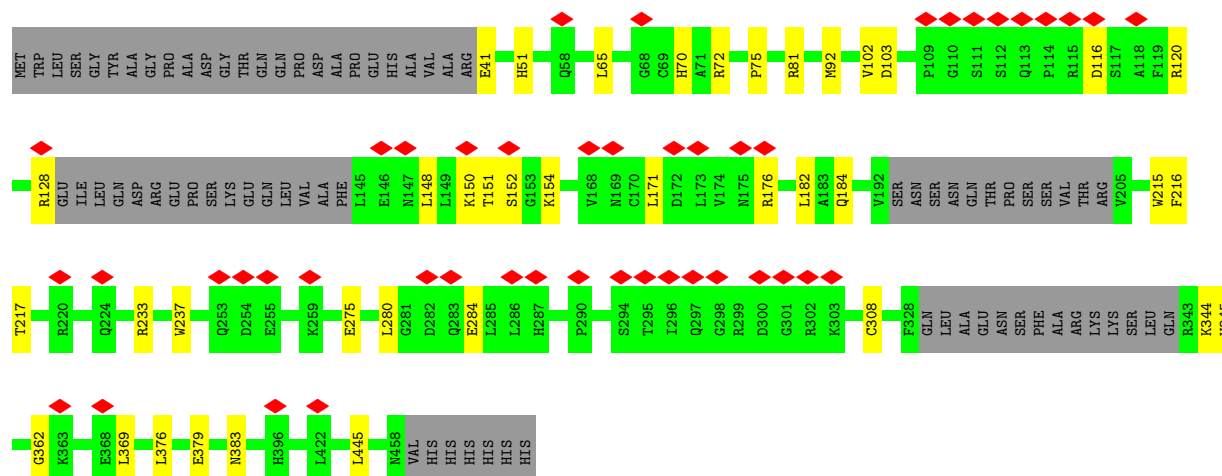 MET TRP LEU SER GLY TYR ALA GLY PRO ALA ASP GLY THR GLN GLN PRO ASP ALA PRO GLU HIS ALA VAL ALA ARG E41 H51 Q58 L65 G68 C69 H70 A71 R72 P75 R81 M92 V102 D103 P109 G110 S111 S112 Q113 P114 R115 D116 S117 A118 F119 R120
R128 GLU ILE LEU GLN ASP ARG GLU PRO SER LYS GLU GLN LEU VAL ALA PHE L145 E146 N147 L148 L149 K150 T151 S152 G153 K154 V168 N169 C170 L171 D172 L173 V174 N175 R176 L182 A183 Q184 V192 SER ASN SER ASN GLN THR PRO SER SER VAL THR ARG V205 W215 F216
T217 R220 Q224 R233 W237 Q253 D254 E255 K259 E275 L280 G281 D282 Q283 E284 L285 L286 H287 P290 S294 T295 I296 Q297 G298 R299 D300 G301 R302 K303 C308 F328 GLN LEU ALA GLU ASN SER PHE ALA ARG LYS LYS SER LEU GLN R343 K344
G362 K363 E368 L369 L376 E379 N383 H396 L422 L445 N458 VAL HIS HIS HIS HIS HIS HIS